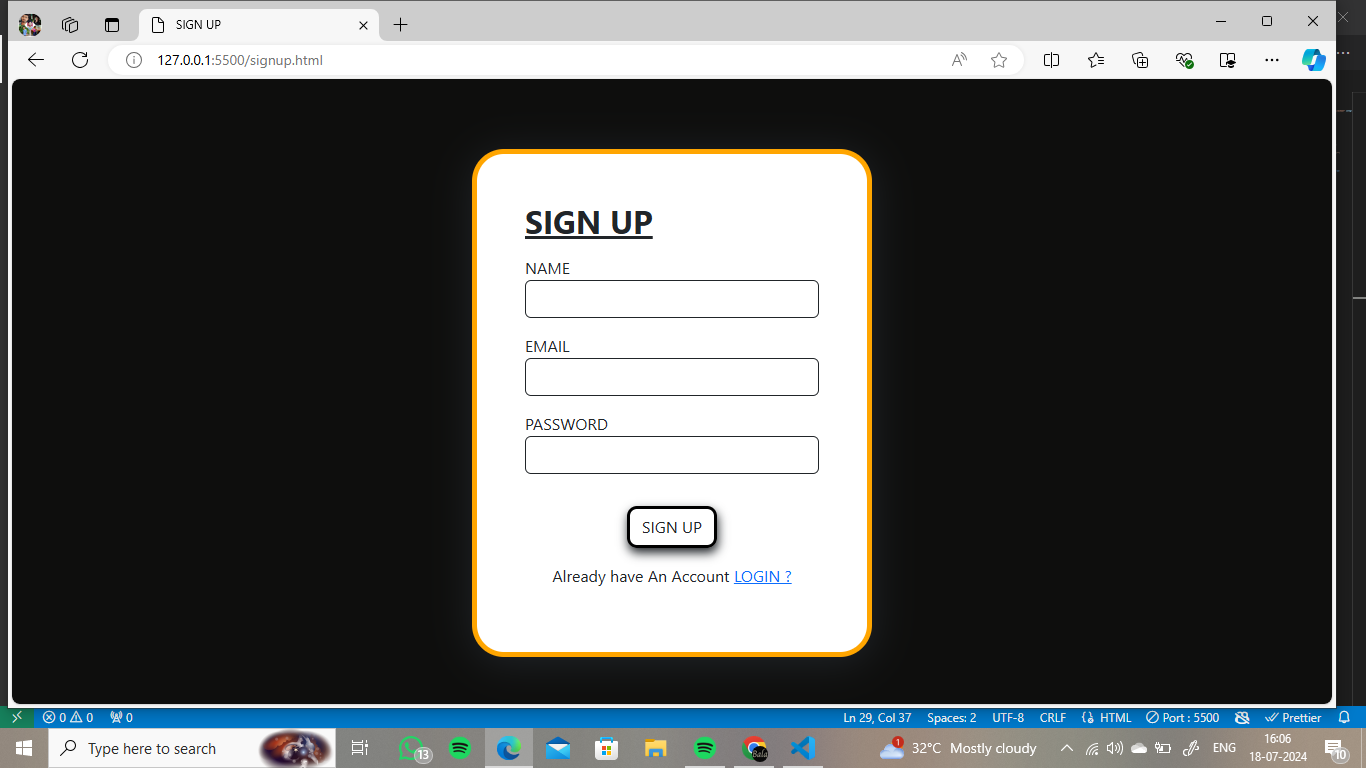 SIGN UP
127.0.0.1:5500/signup.html
SIGN UP
NAME
EMAIL
PASSWORD
SIGN UP
Already have An Account LOGIN ?
0 0 0 Ln 29, Col 37 Spaces: 2 UTF-8 CRLF HTML Port : 5500 Prettier
Type here to search 13 1 32°C Mostly cloudy ENG 16:06
18-07-2024 10